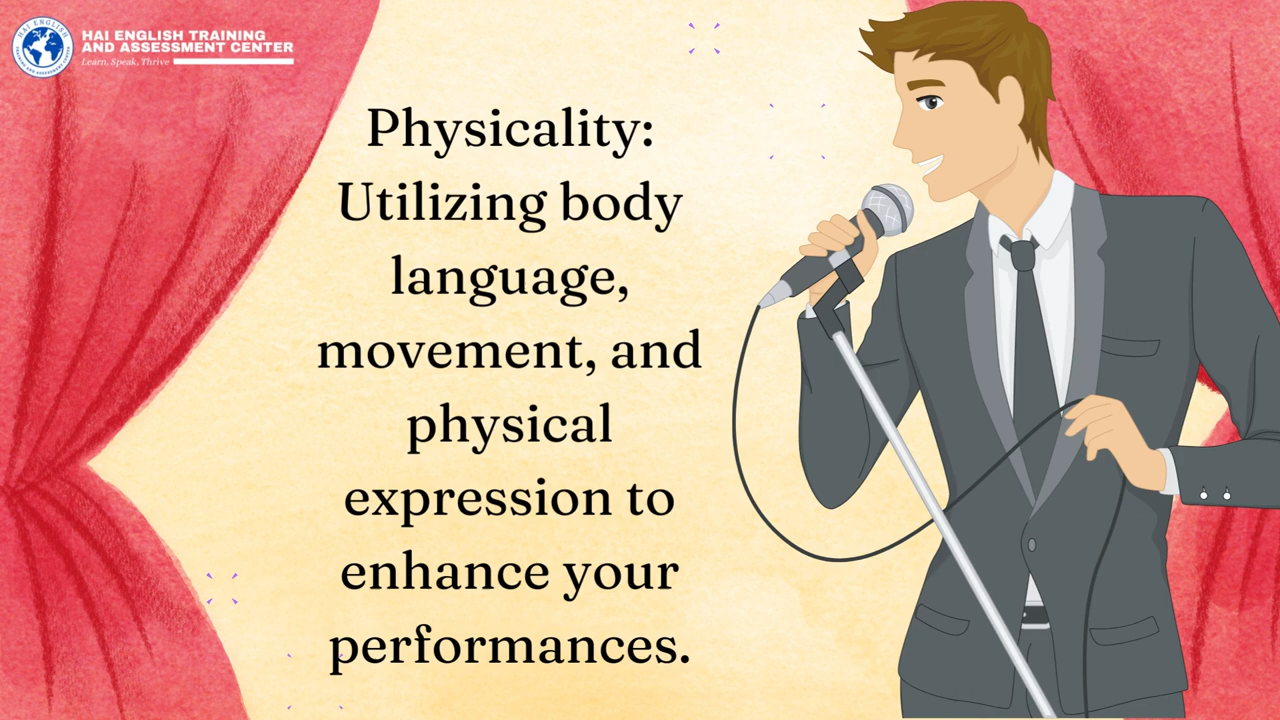 HAI ENGLISH TRAINING
AND ASSESSMENT CENTER
Learn, Speak, Thrive
Physicality:
Utilizing body
language,
movement, and
physical
expression to
enhance your
performances.